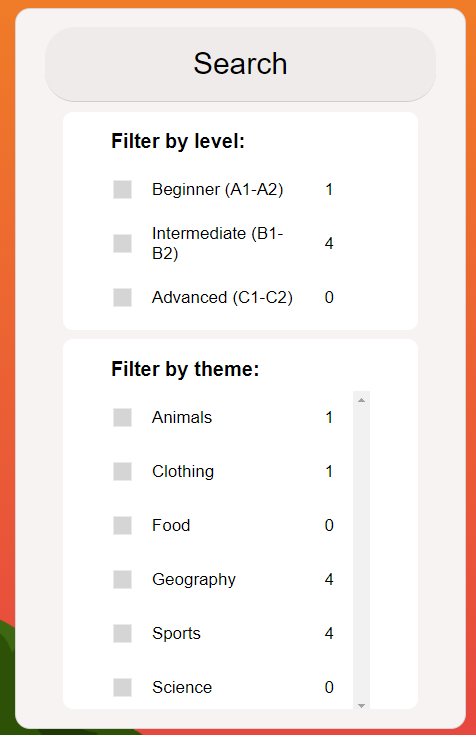 Search
Filter by level:
Beginner (A1-A2) 1
Intermediate (B1-
B2) 4
Advanced (C1-C2) 0
Filter by theme:
Animals 1
Clothing 1
Food 0
Geography 4
Sports 4
Science 0